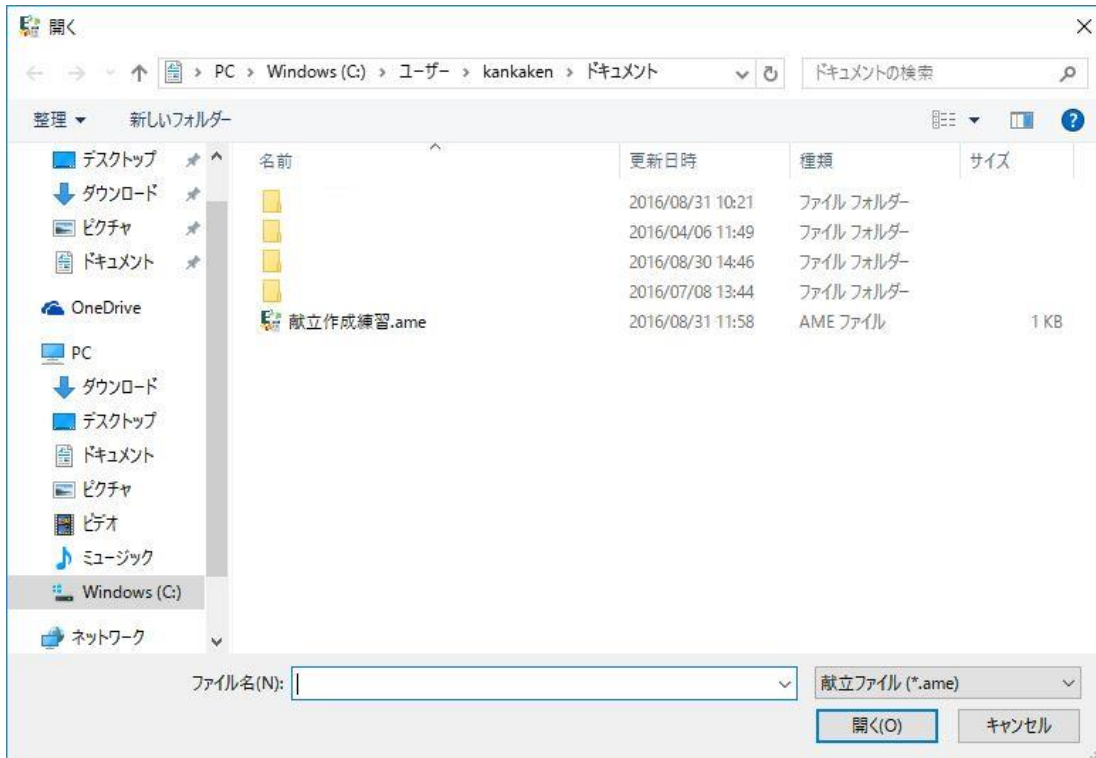 開く
PC › Windows (C:) › ユーザー › kankaken › ドキュメント
ドキュメントの検索
整理 新しいフォルダー
デスクトップ
ダウンロード
ピクチャ
ドキュメント
OneDrive
PC
ダウンロード
デスクトップ
ドキュメント
ピクチャ
ビデオ
ミュージック
Windows (C:)
ネットワーク
名前 更新日時 種類 サイズ
2016/08/31 10:21 ファイル フォルダー
2016/04/06 11:49 ファイル フォルダー
2016/08/30 14:46 ファイル フォルダー
2016/07/08 13:44 ファイル フォルダー
献立作成練習.ame 2016/08/31 11:58 AME ファイル 1 KB
ファイル名(N): 献立ファイル (*.ame)
開く(O) キャンセル